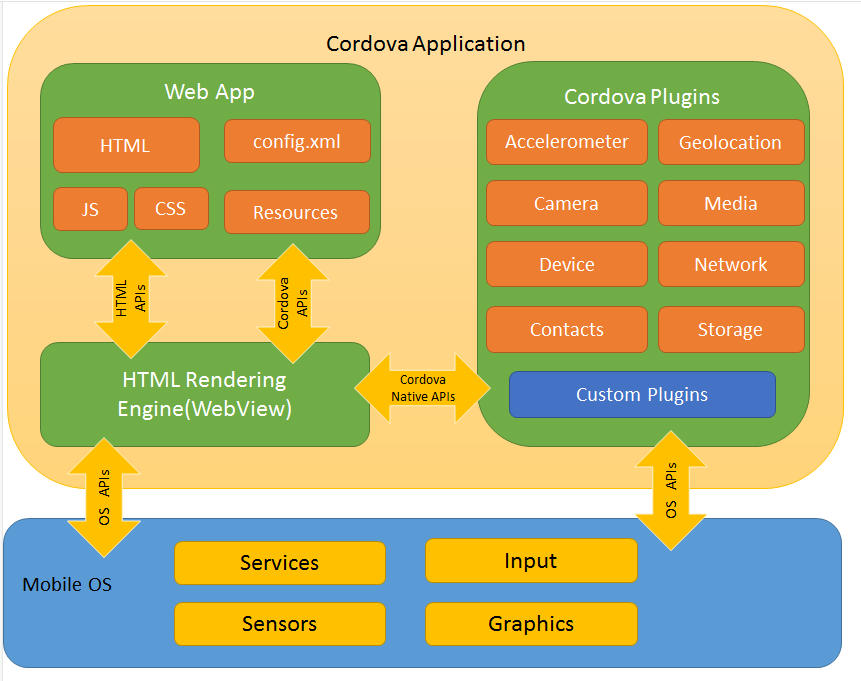 Cordova Application
Web App
HTML
config.xml
JS
CSS
Resources
Cordova Plugins
Accelerometer
Geolocation
Camera
Media
Device
Network
Contacts
Storage
Custom Plugins
HTML
APIs
Cordova
APIs
HTML Rendering
Engine(WebView)
Cordova
Native APIs
OS APIs
OS APIs
Mobile OS
Services
Input
Sensors
Graphics